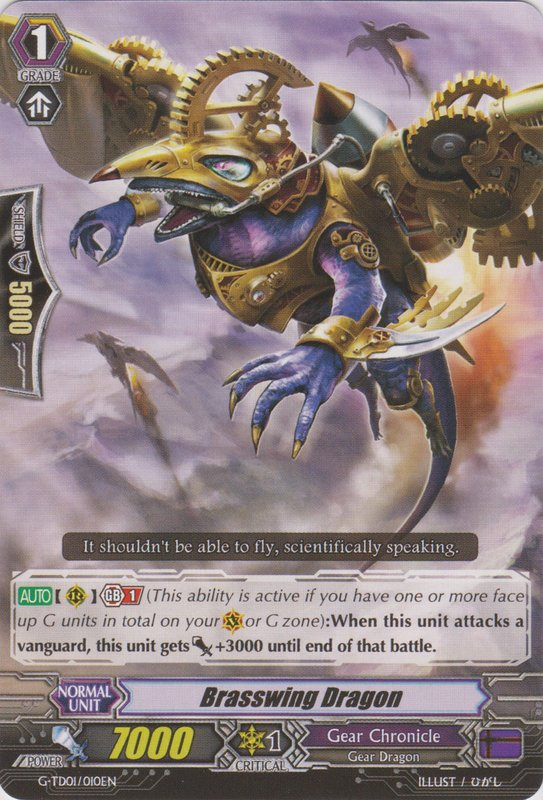 1
GRADE
SHIELD
5000
It shouldn't be able to fly, scientifically speaking.
AUTO【 R 】GB 1 (This ability is active if you have one or more face
up G units in total on your V or G zone):When this unit attacks a
vanguard, this unit gets +3000 until end of that battle.
NORMAL
UNIT
Brasswing Dragon
POWER
7000
1
CRITICAL
Gear Chronicle
Gear Dragon
G-TD01/010EN
ILLUST / ひがし